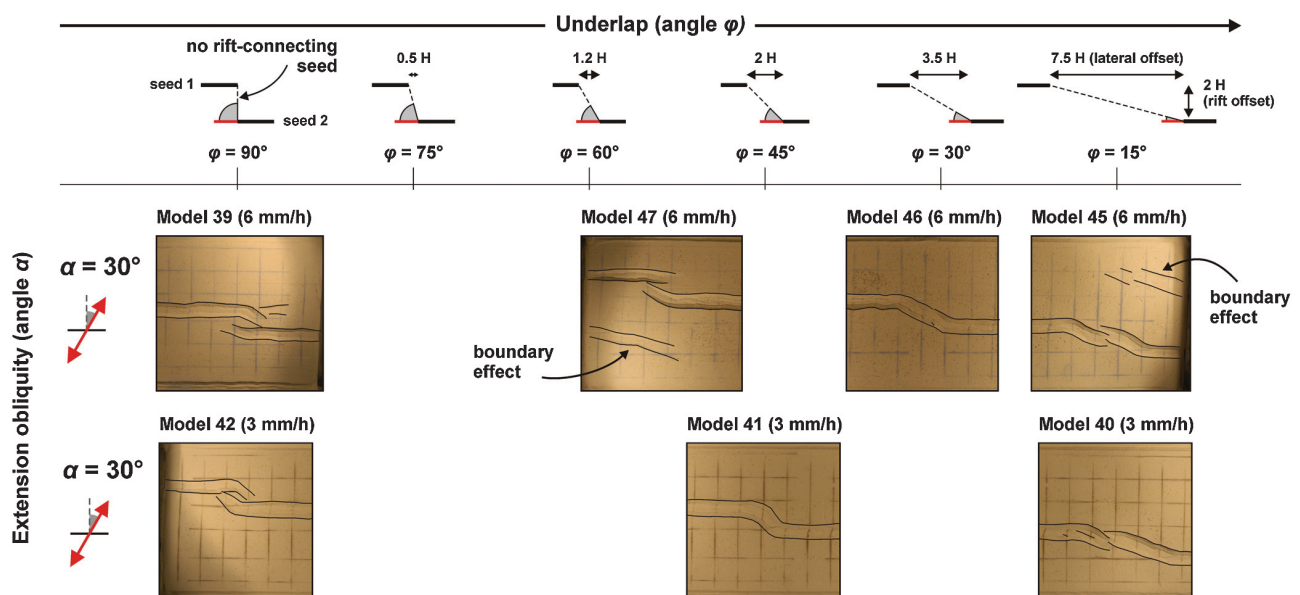 Underlap (angle φ)
no rift-connecting
seed
seed 1
seed 2
0.5 H
1.2 H
2 H
3.5 H
7.5 H (lateral offset)
2 H
(rift offset)
φ = 90°
φ = 75°
φ = 60°
φ = 45°
φ = 30°
φ = 15°
Extension obliquity (angle α)
Model 39 (6 mm/h)
Model 47 (6 mm/h)
Model 46 (6 mm/h)
Model 45 (6 mm/h)
α = 30°
boundary
effect
boundary
effect
Model 42 (3 mm/h)
Model 41 (3 mm/h)
Model 40 (3 mm/h)
α = 30°